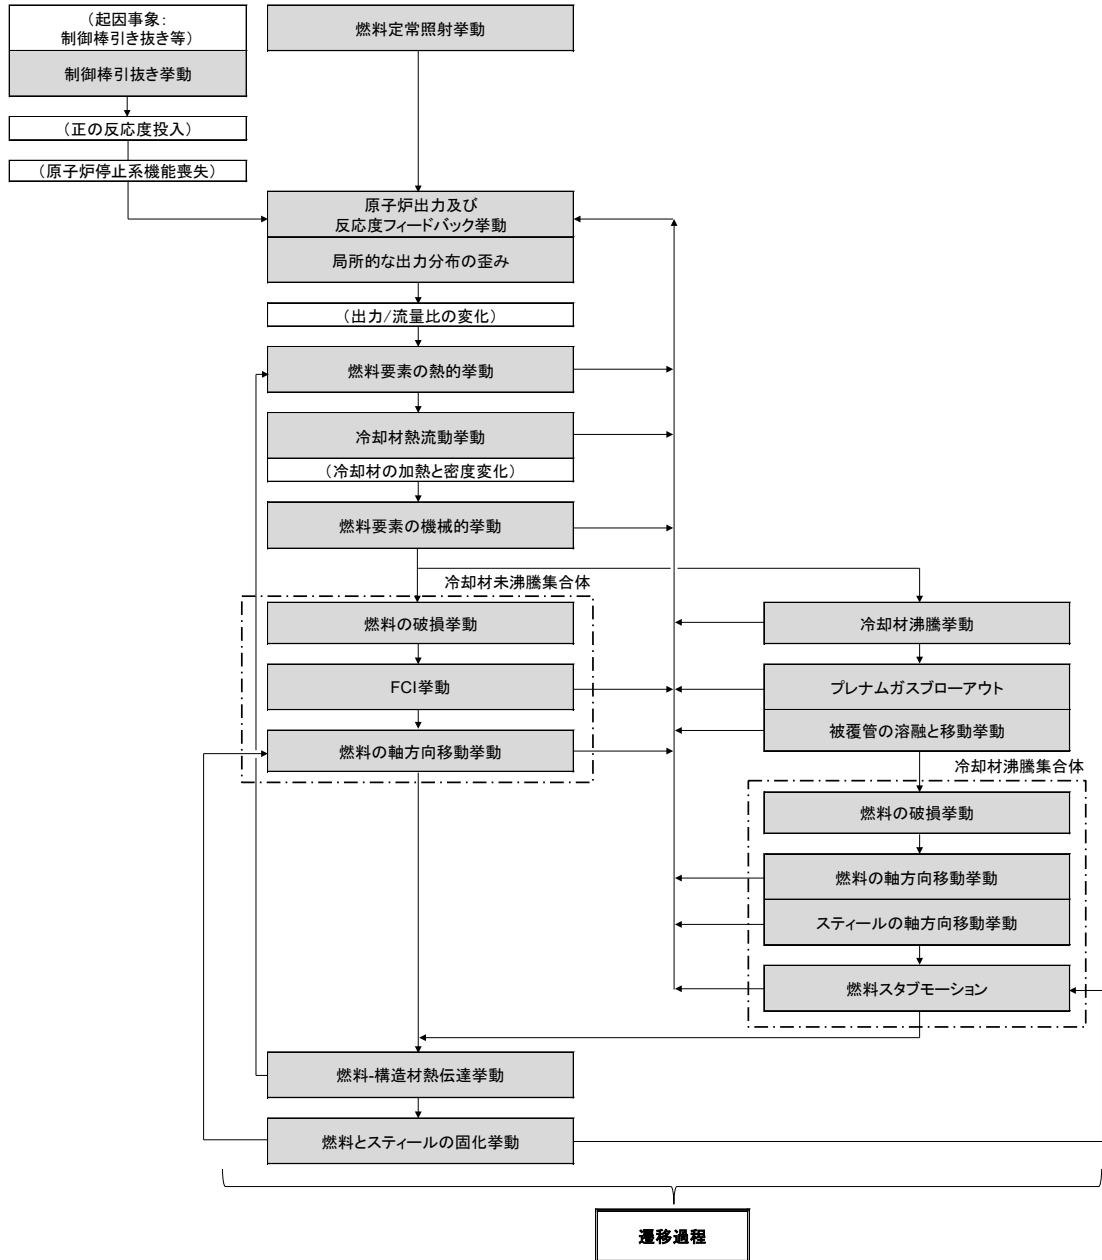 (起因事象:
制御棒引き抜き等)
制御棒引抜き挙動
(正の反応度投入)
(原子炉停止系機能喪失)
燃料定常照射挙動
原子炉出力及び
反応度フィードバック挙動
局所的な出力分布の歪み
(出力/流量比の変化)
燃料要素の熱的挙動
冷却材熱流動挙動
(冷却材の加熱と密度変化)
燃料要素の機械的挙動
冷却材未沸騰集合体
燃料の破損挙動
FCI挙動
燃料の軸方向移動挙動
冷却材沸騰挙動
プレナムガスブローアウト
被覆管の溶融と移動挙動
冷却材沸騰集合体
燃料の破損挙動
燃料の軸方向移動挙動
スティールの軸方向移動挙動
燃料スタブモーション
燃料-構造材熱伝達挙動
燃料とスティールの固化挙動
遷移過程